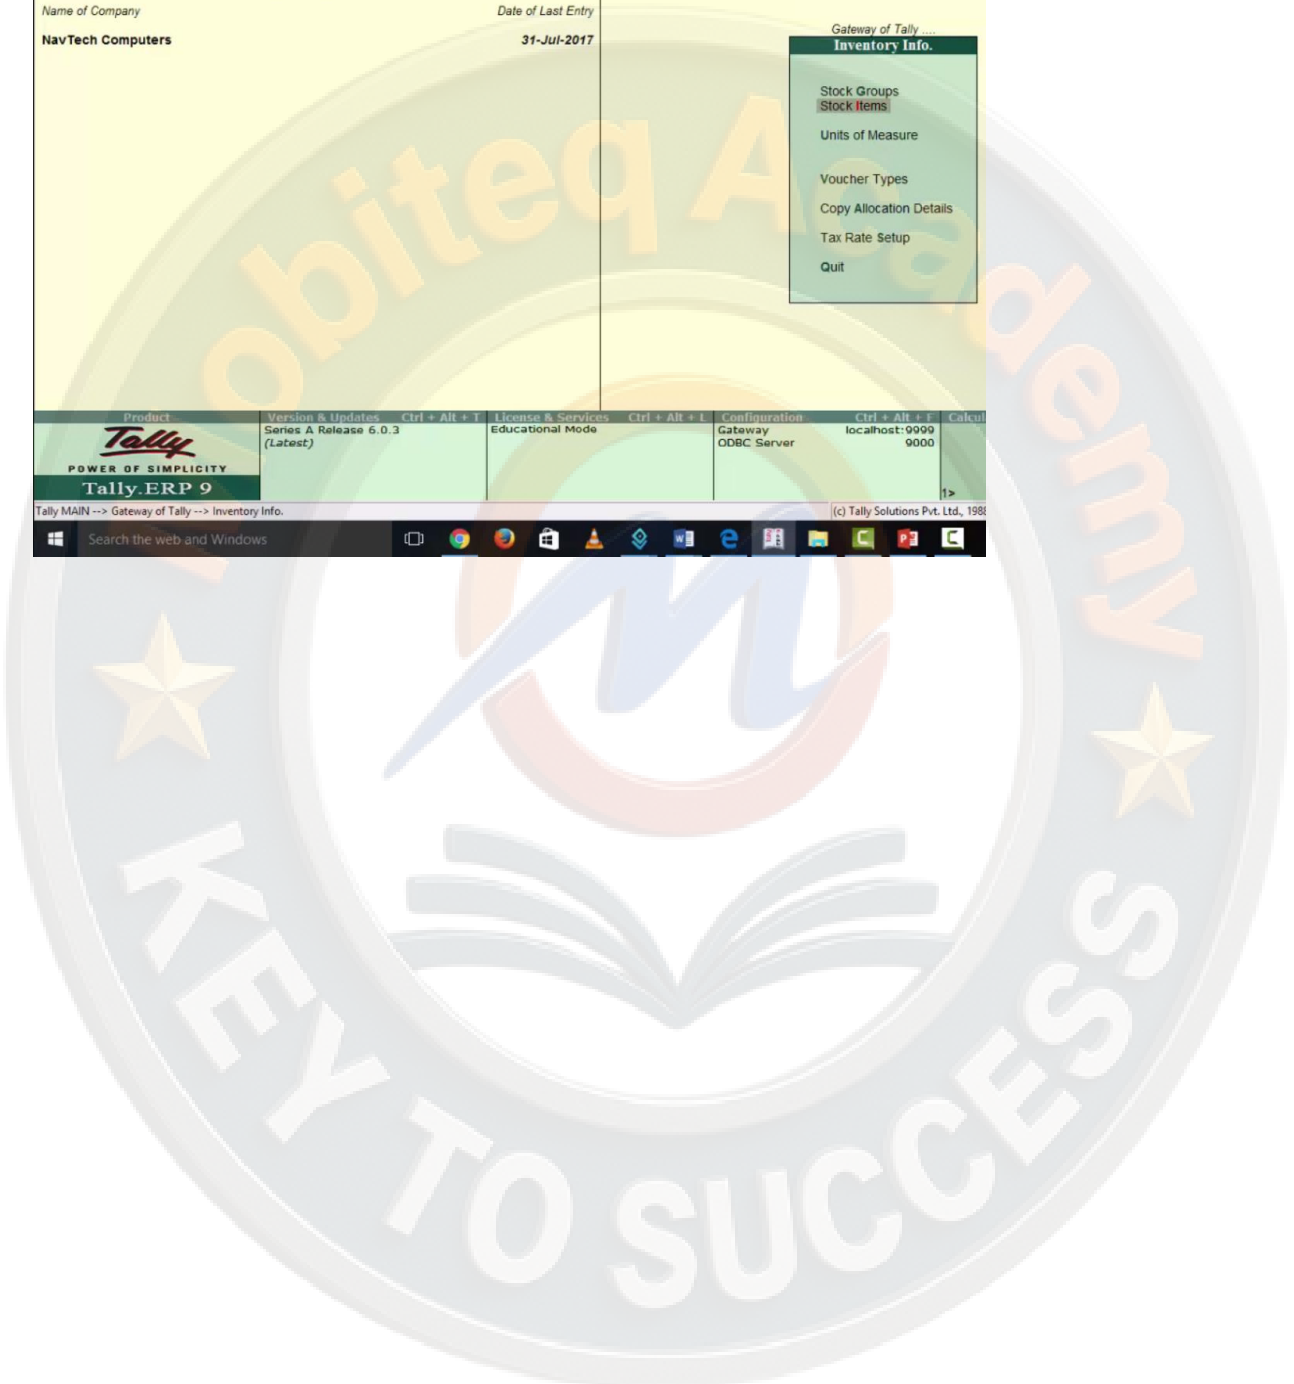 Name of Company Date of Last Entry
NavTech Computers 31-Jul-2017
Gateway of Tally ....
Inventory Info.
Stock Groups
Stock Items
Units of Measure
Voucher Types
Copy Allocation Details
Tax Rate Setup
Quit
Product Version & Updates Ctrl + Alt + T License & Services Ctrl + Alt + L Configuration Ctrl + Alt + F Calcul
Tally
POWER OF SIMPLICITY
Tally.ERP 9
Series A Release 6.0.3
(Latest)
Educational Mode
Gateway localhost:9999
ODBC Server 9000
1>
Tally MAIN --> Gateway of Tally --> Inventory Info. (c) Tally Solutions Pvt. Ltd., 1988
Search the web and Windows
Mobiteq Academy
KEY TO SUCCESS